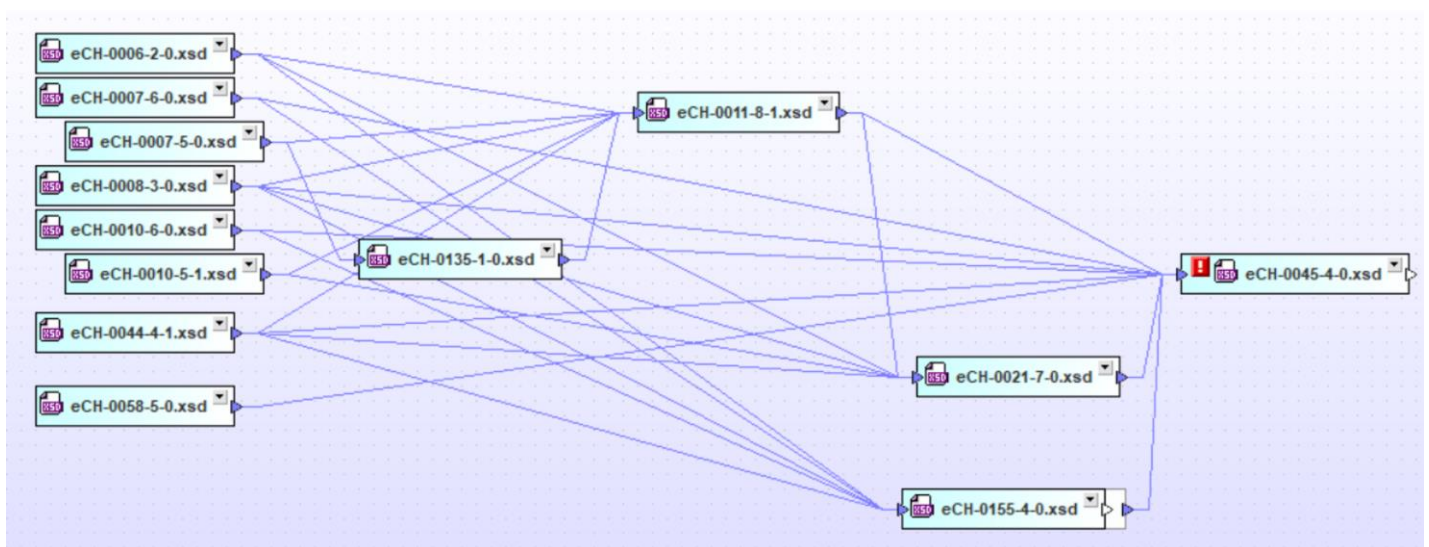 eCH-0006-2-0.xsd
eCH-0007-6-0.xsd
eCH-0011-8-1.xsd
eCH-0007-5-0.xsd
eCH-0008-3-0.xsd
eCH-0010-6-0.xsd
eCH-0135-1-0.xsd
eCH-0010-5-1.xsd
eCH-0045-4-0.xsd
eCH-0044-4-1.xsd
eCH-0021-7-0.xsd
eCH-0058-5-0.xsd
eCH-0155-4-0.xsd